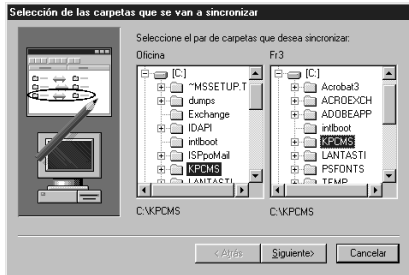 Selección de las carpetas que se van a sincronizar
Seleccione el par de carpetas que desea sincronizar.
Oficina
[C:]
~MSSETUP.T
dumps
Exchange
IDAPI
intlboot
ISPpoMail
KPCMS
LANTASTI
C:\KPCMS
Fr3
[C:]
Acrobat3
ACROEXCH
ADOBEAPP
intlboot
KPCMS
LANTASTI
PSFONTS
TEMP
C:\KPCMS
< Atrás
Siguiente>
Cancelar